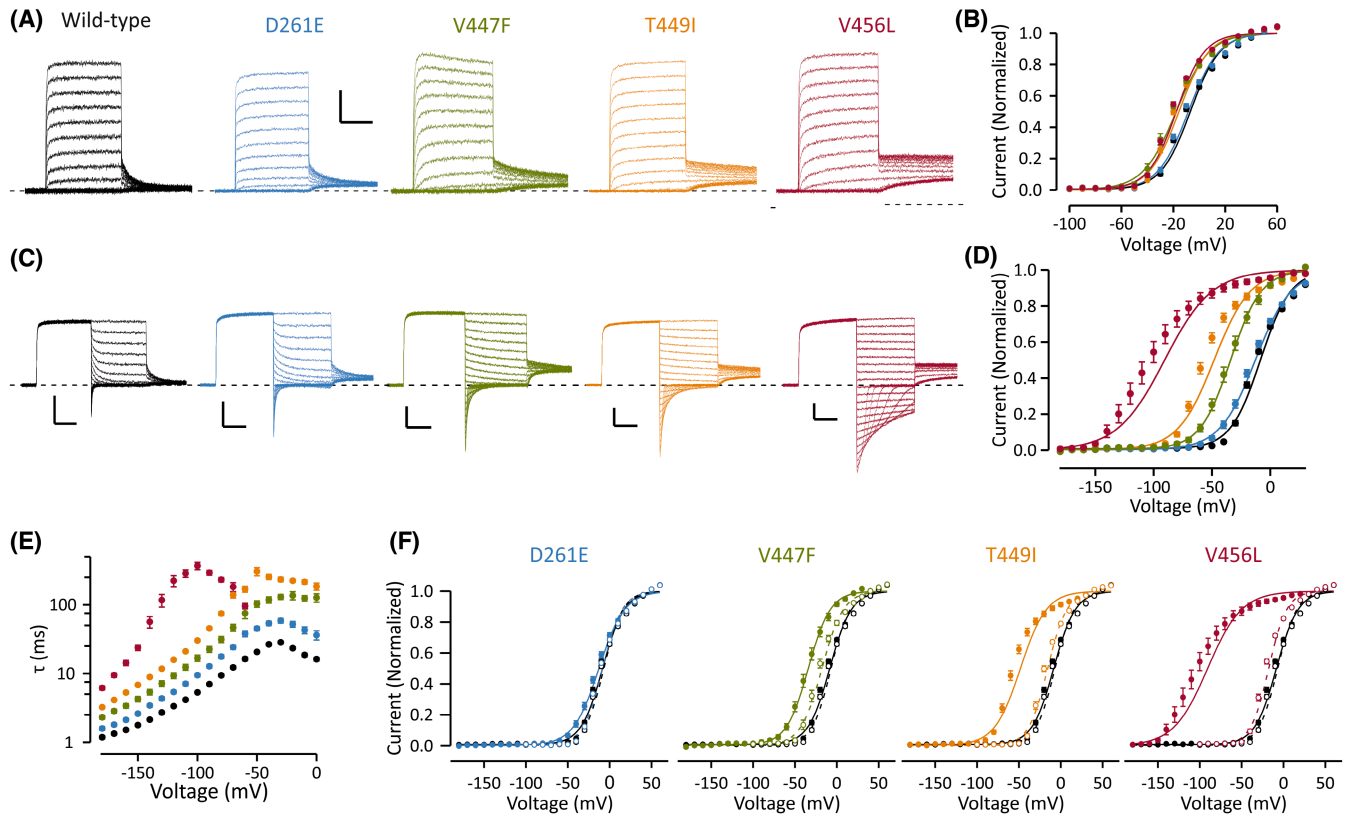 (A) Wild-type D261E V447F T449I V456L
(B)
Current (Normalized)
1.0
0.8
0.6
0.4
0.2
0.0
-100 -60 -20 20 60
Voltage (mV)
(C)
(D)
Current (Normalized)
1.0
0.8
0.6
0.4
0.2
0.0
-150 -100 -50 0
Voltage (mV)
(E)
τ (ms)
100
10
1
-150 -100 -50 0
Voltage (mV)
(F)
D261E V447F T449I V456L
Current (Normalized)
1.0
0.8
0.6
0.4
0.2
0.0
-150 -100 -50 0 50
Voltage (mV)
-150 -100 -50 0 50
Voltage (mV)
-150 -100 -50 0 50
Voltage (mV)
-150 -100 -50 0 50
Voltage (mV)